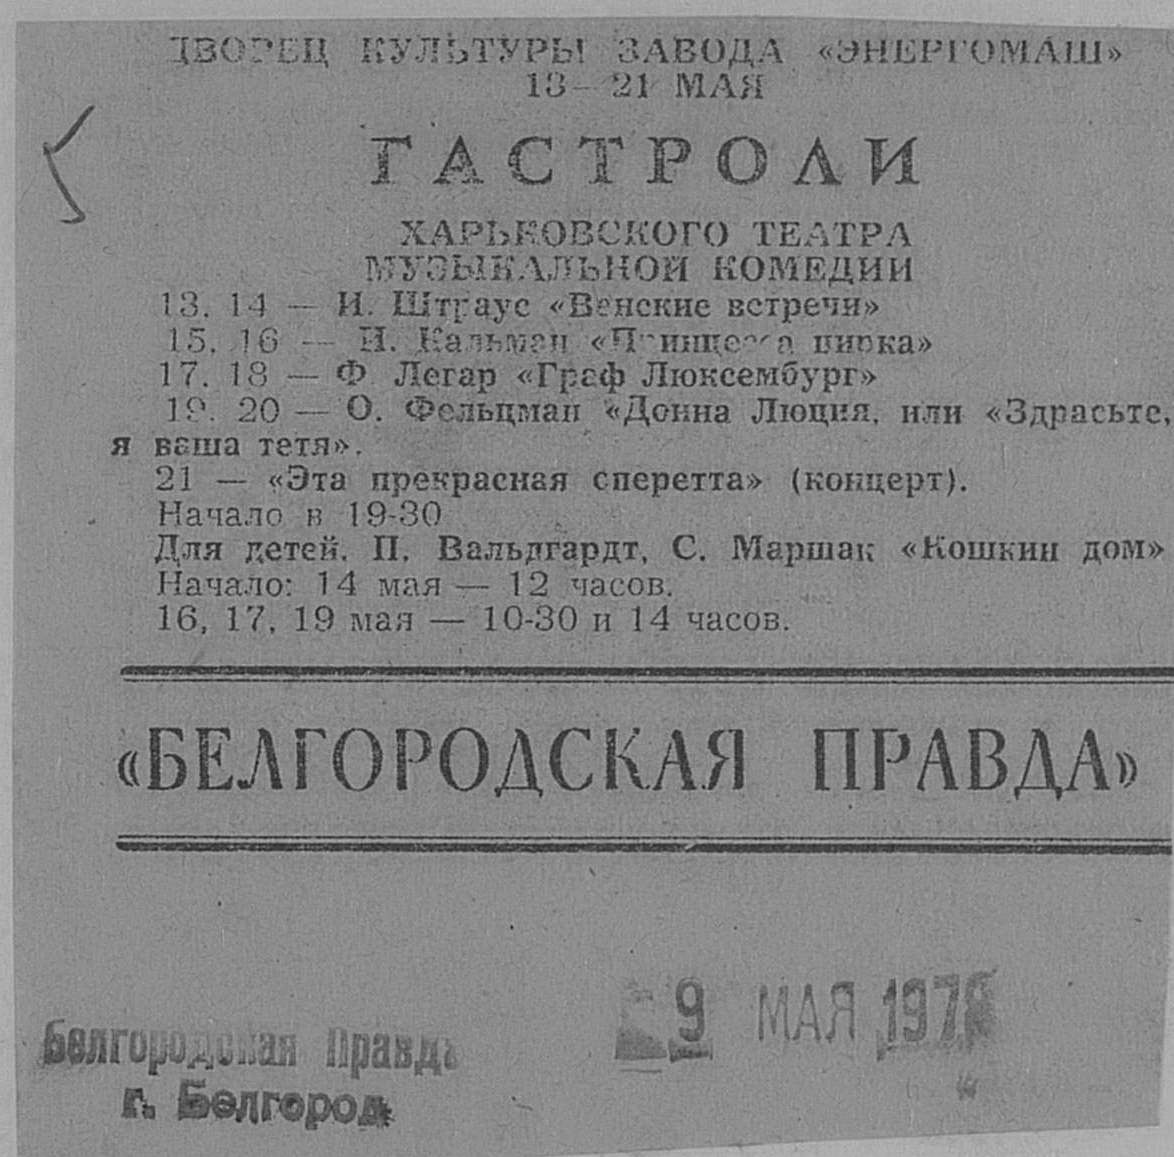 ДВОРЕЦ КУЛЬТУРЫ ЗАВОДА «ЭНЕРГОМАШ»
13— 21 МАЯ
ГАСТРОЛИ
ХАРЬКОВСКОГО ТЕАТРА
МУЗЫКАЛЬНОЙ КОМЕДИИ
13, 14 — И. Штраус «Венские встречи»
15, 16 — И. Кальман «Принцесса цирка»
17, 18 — Ф Легар «Граф Люксембург»
19, 20 — О. Фельцман «Донна Люция, или «Здрасьте,
я ваша тетя».
21 — «Эта прекрасная оперетта» (концерт).
Начало в 19-30
Для детей. П. Вальдгардт, С. Маршак «Кошкин дом»
Начало: 14 мая — 12 часов.
16, 17, 19 мая — 10-30 и 14 часов.
«БЕЛГОРОДСКАЯ ПРАВДА»
9 МАЯ 1978
Белгородская Правда
г. Белгород